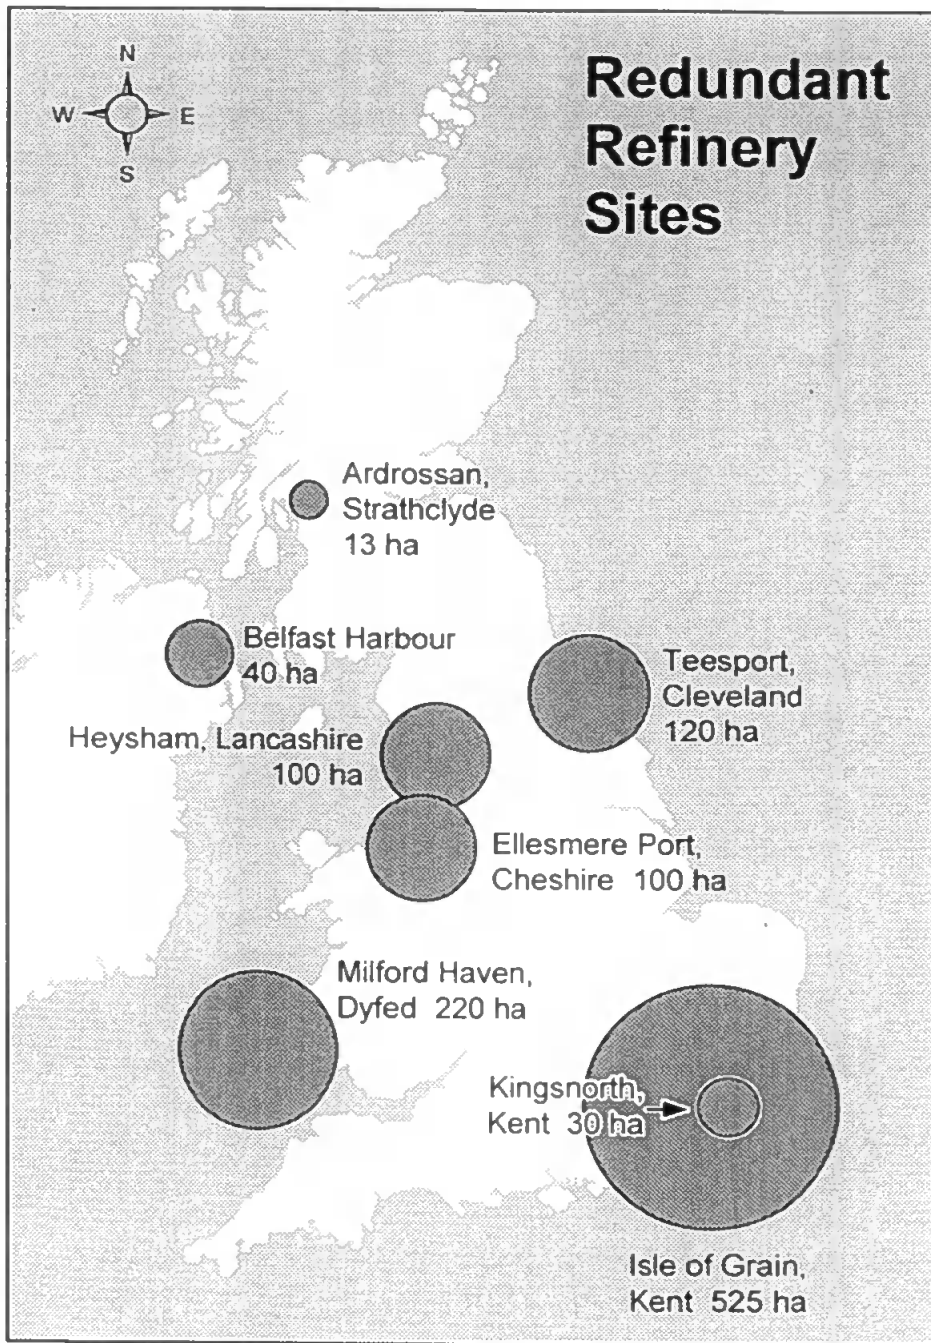 N
W E
S
Redundant
Refinery
Sites
Ardrossan,
Strathclyde
13 ha
Belfast Harbour
40 ha
Teesport,
Cleveland
120 ha
Heysham, Lancashire
100 ha
Ellesmere Port,
Cheshire 100 ha
Milford Haven,
Dyfed 220 ha
Kingsnorth,
Kent 30 ha
Isle of Grain,
Kent 525 ha